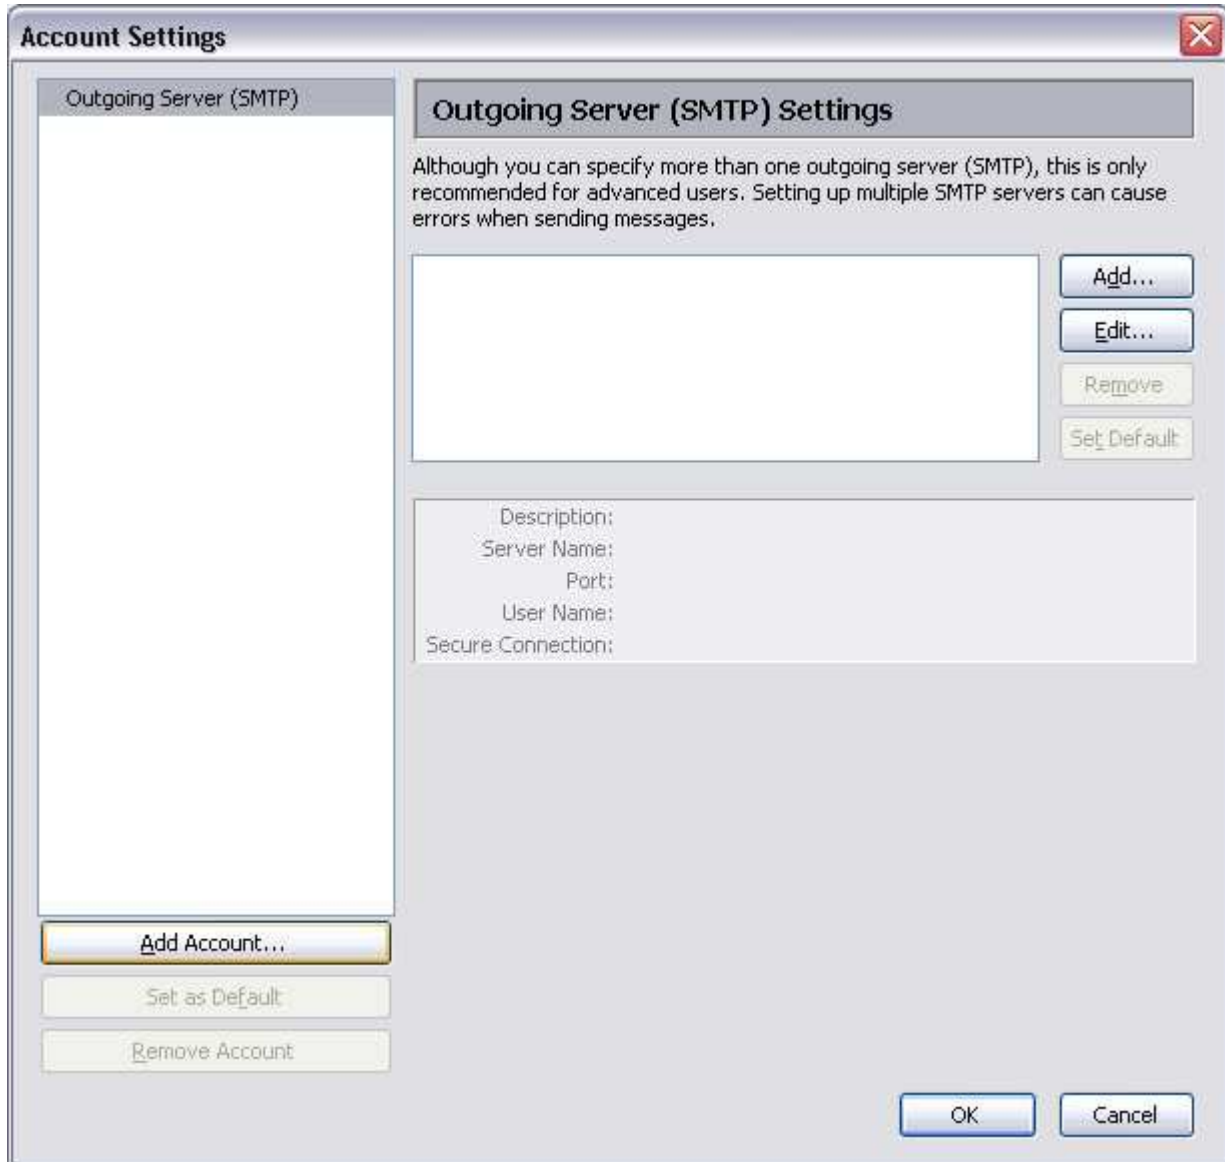 Account Settings
Outgoing Server (SMTP)
Outgoing Server (SMTP) Settings
Although you can specify more than one outgoing server (SMTP), this is only
recommended for advanced users. Setting up multiple SMTP servers can cause
errors when sending messages.
Add...
Edit...
Remove
Set Default
Description:
Server Name:
Port:
User Name:
Secure Connection:
Add Account...
Set as Default
Remove Account
OK
Cancel